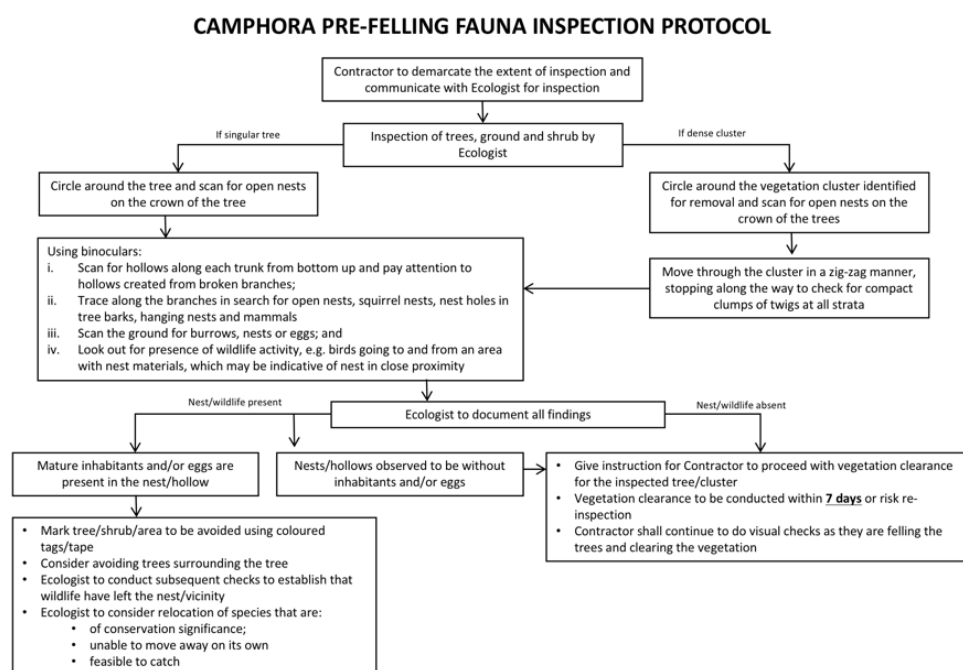 CAMPHORA PRE-FELLING FAUNA INSPECTION PROTOCOL
Contractor to demarcate the extent of inspection and
communicate with Ecologist for inspection
If singular tree
Inspection of trees, ground and shrub by
Ecologist
If dense cluster
Circle around the tree and scan for open nests
on the crown of the tree
Circle around the vegetation cluster identified
for removal and scan for open nests on the
crown of the trees
Using binoculars:
i. Scan for hollows along each trunk from bottom up and pay attention to
hollows created from broken branches;
ii. Trace along the branches in search for open nests, squirrel nests, nest holes in
tree barks, hanging nests and mammals
iii. Scan the ground for burrows, nests or eggs; and
iv. Look out for presence of wildlife activity, e.g. birds going to and from an area
with nest materials, which may be indicative of nest in close proximity
Move through the cluster in a zig-zag manner,
stopping along the way to check for compact
clumps of twigs at all strata
Nest/wildlife present
Ecologist to document all findings
Nest/wildlife absent
Mature inhabitants and/or eggs are
present in the nest/hollow
Nests/hollows observed to be without
inhabitants and/or eggs
• Give instruction for Contractor to proceed with vegetation clearance
for the inspected tree/cluster
• Vegetation clearance to be conducted within 7 days or risk re-
inspection
• Contractor shall continue to do visual checks as they are felling the
trees and clearing the vegetation
• Mark tree/shrub/area to be avoided using coloured
tags/tape
• Consider avoiding trees surrounding the tree
• Ecologist to conduct subsequent checks to establish that
wildlife have left the nest/vicinity
• Ecologist to consider relocation of species that are:
• of conservation significance;
• unable to move away on its own
• feasible to catch